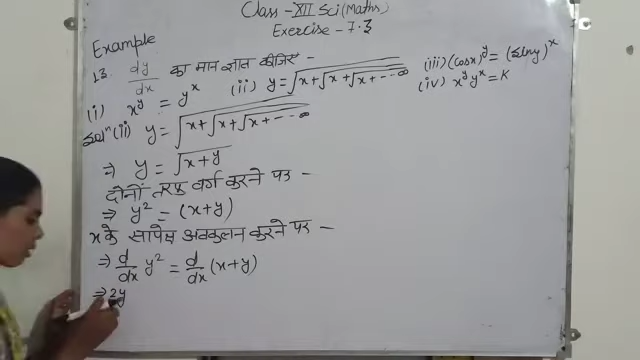 Class - XII Sci (Maths)
Exercise - 7.3
Example
13. dy/dx का मान ज्ञात कीजिए -
(i) x^y = y^x (ii) y = √(x + √(x + √(x + --- ∞))) (iii) (cosx)^y = (siny)^x
(iv) x^y y^x = K
Solⁿ (ii) y = √(x + √(x + √(x + --- ∞)))
⇒ y = √(x + y)
दोनों तरफ वर्ग करने पर -
⇒ y² = (x+y)
x के सापेक्ष अवकलन करने पर -
⇒ d/dx y² = d/dx (x+y)
⇒ 2y